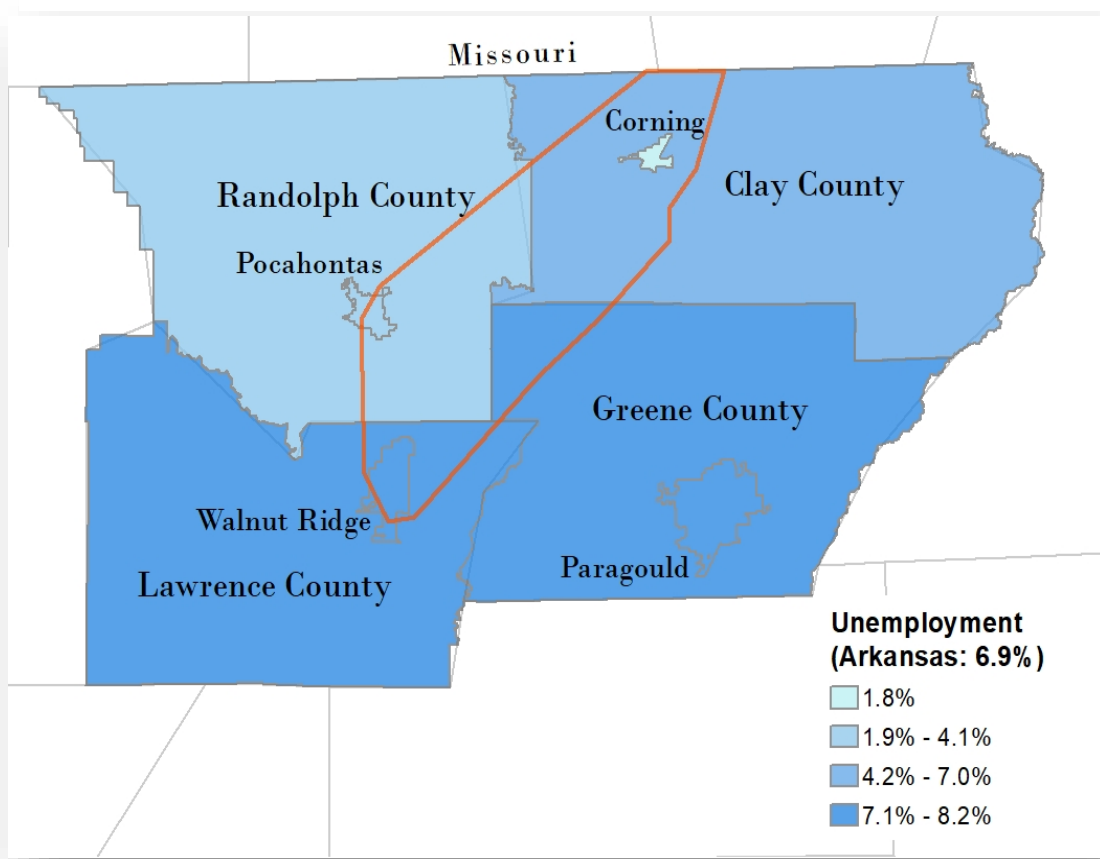 Missouri
Corning
Clay County
Randolph County
Pocahontas
Greene County
Walnut Ridge
Paragould
Lawrence County
Unemployment
(Arkansas: 6.9%)
1.8%
1.9% - 4.1%
4.2% - 7.0%
7.1% - 8.2%